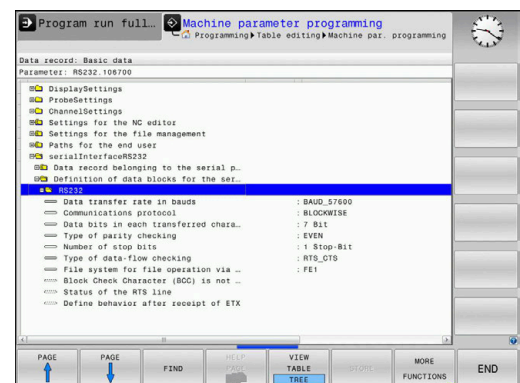 Program run full…
Machine parameter programming
Programming Table editing Machine par. programming
Data record: Basic data
Parameter: RS232.106700
DisplaySettings
ProbeSettings
ChannelSettings
Settings for the NC editor
Settings for the file management
Paths for the end user
serialInterfaceRS232
Data record belonging to the serial p…
Definition of data blocks for the ser…
RS232
Data transfer rate in bauds : BAUD_57600
Communications protocol : BLOCKWISE
Data bits in each transferred chara… : 7 Bit
Type of parity checking : EVEN
Number of stop bits : 1 Stop-Bit
Type of data-flow checking : RTS_CTS
File system for file operation via … : FE1
Block Check Character (BCC) is not …
Status of the RTS line
Define behavior after receipt of ETX
PAGE
PAGE
FIND
HELP
PAGE
VIEW
TABLE
TREE
STORE
MORE
FUNCTIONS
END